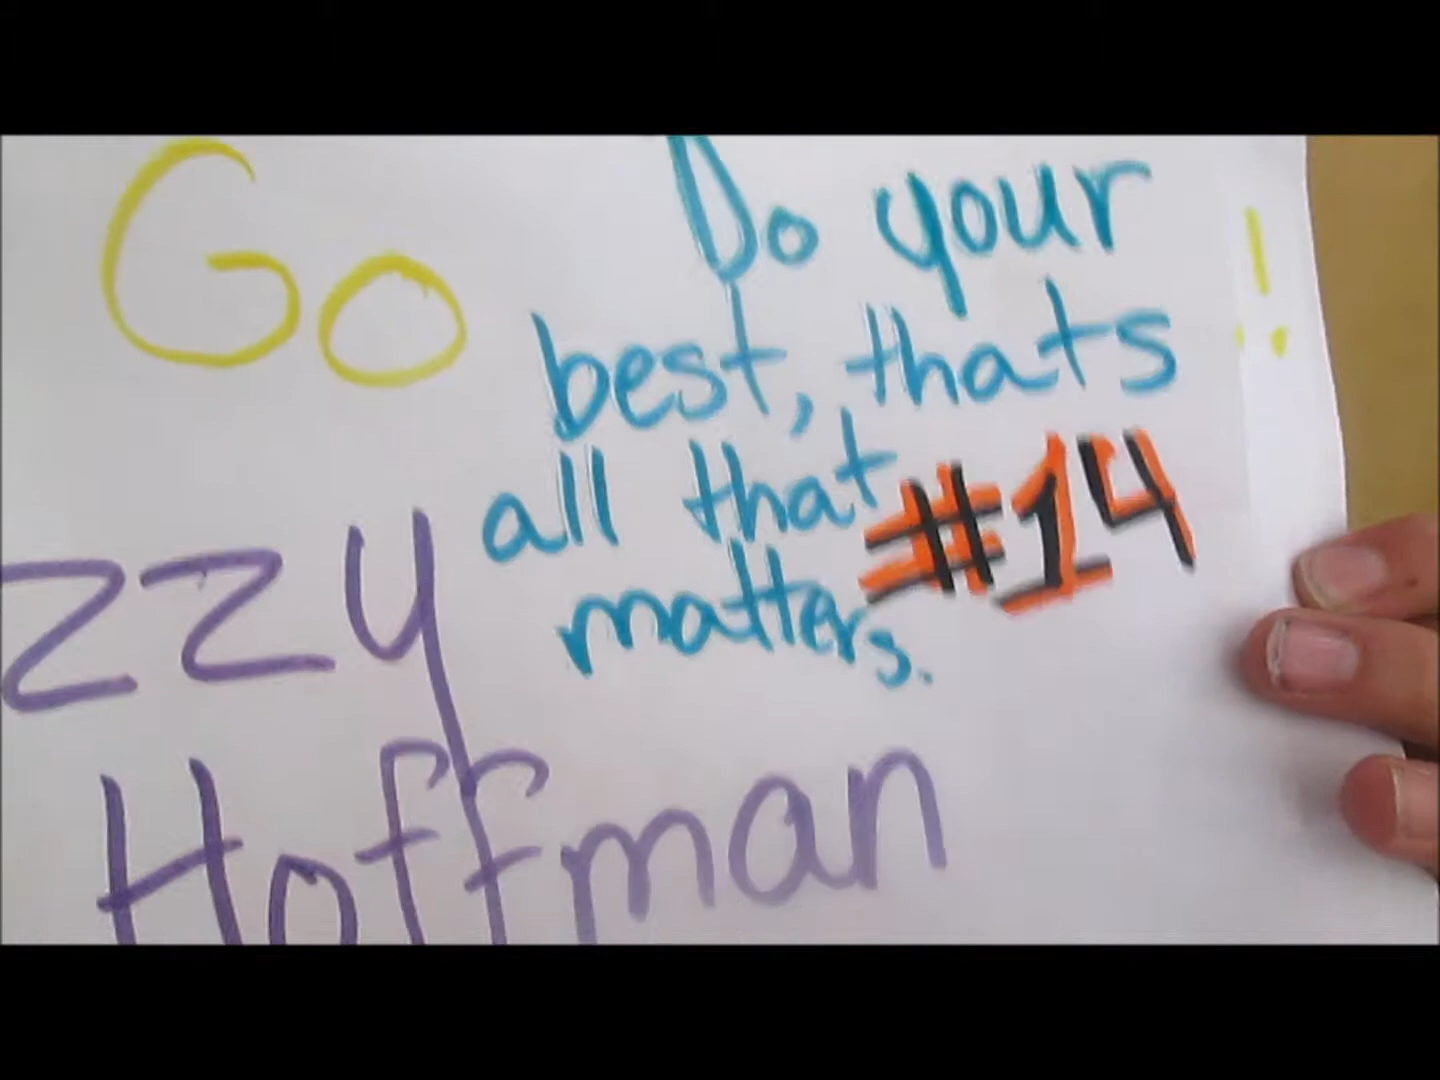 Go
Do your
best, thats
all that
matters.
#14
!
zzy
Hoffman